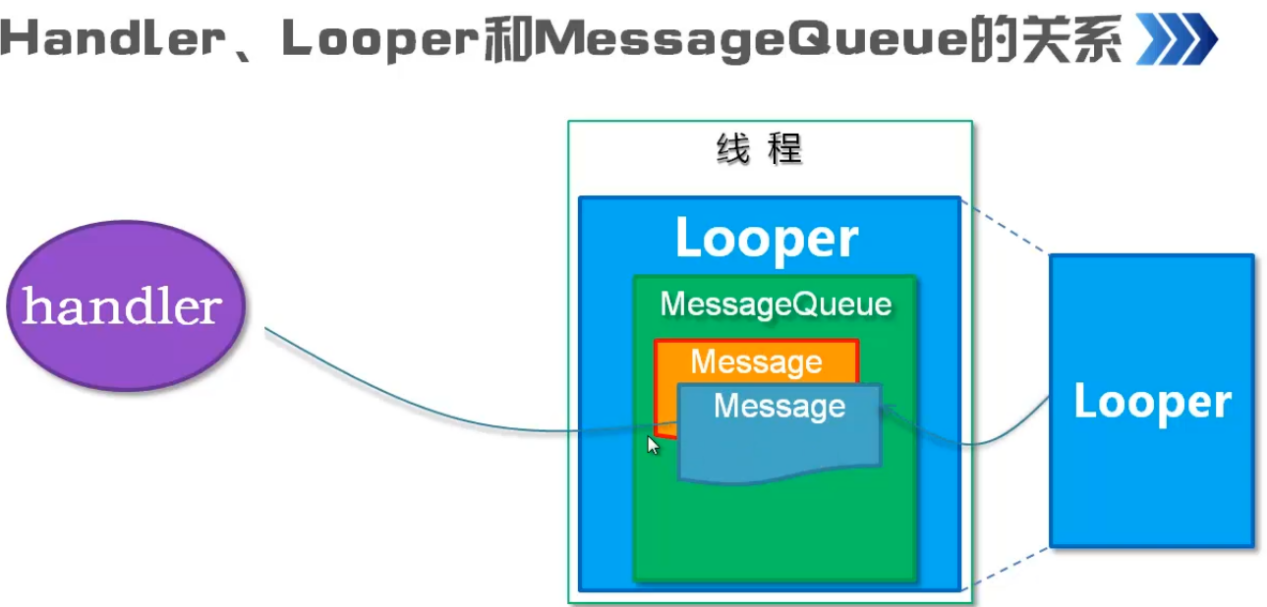 Handler、Looper和MessageQueue的关系
线 程
Looper
MessageQueue
handler
Message
Message
Looper